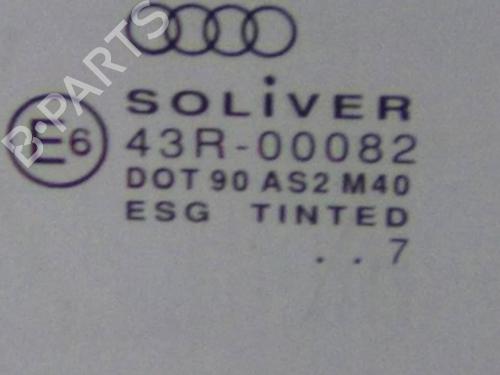 SOLiVER
E6 43R-00082
DOT 90 AS2 M40
ESG TINTED
. . 7
B-PARTS